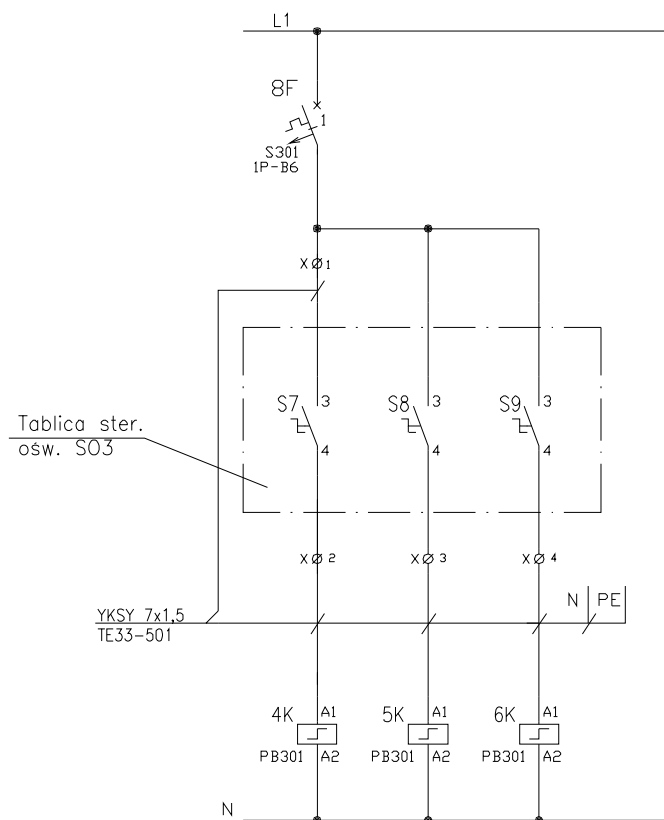 L1
8F
1
S301
1P-B6
X 1
S7 3 S8 3 S9 3
4 4 4
Tablica ster.
ośw. SO3
X 2 X 3 X 4
N PE
YKSY 7x1,5
TE33-501
4K A1 5K A1 6K A1
PB301 A2 PB301 A2 PB301 A2
N